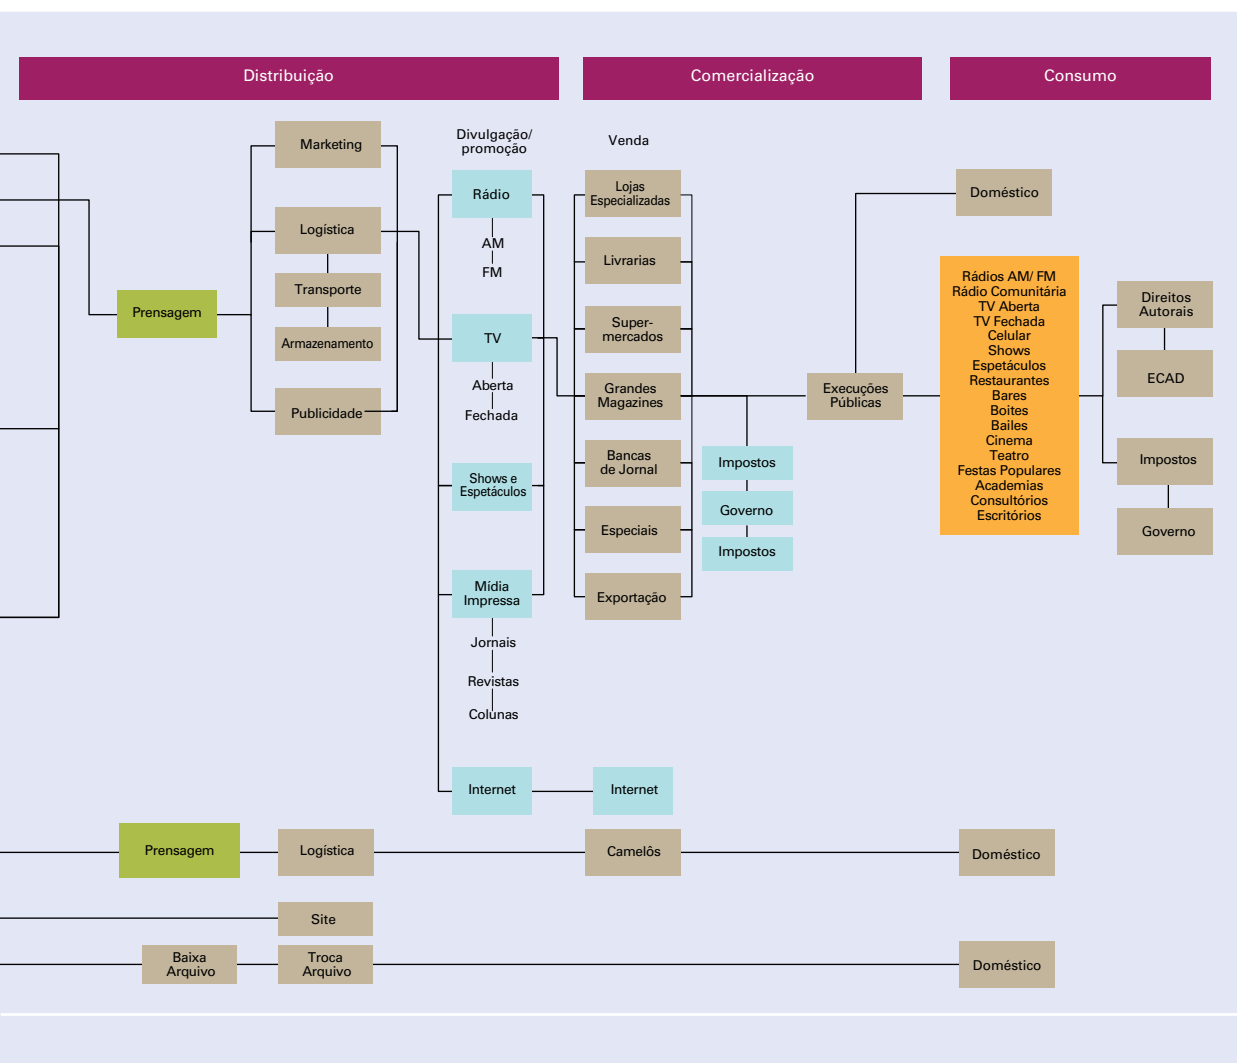 Distribuição
Comercialização
Consumo
Marketing
Logística
Transporte
Armazenamento
Publicidade
Prensagem
Divulgação/
promoção
Rádio
AM
FM
TV
Aberta
Fechada
Shows e
Espetáculos
Mídia
Impressa
Jornais
Revistas
Colunas
Internet
Venda
Lojas
Especializadas
Livrarias
Super-
mercados
Grandes
Magazines
Bancas
de Jornal
Especiais
Exportação
Internet
Impostos
Governo
Impostos
Execuções
Públicas
Doméstico
Rádios AM/ FM
Rádio Comunitária
TV Aberta
TV Fechada
Celular
Shows
Espetáculos
Restaurantes
Bares
Boites
Bailes
Cinema
Teatro
Festas Populares
Academias
Consultórios
Escritórios
Direitos
Autorais
ECAD
Impostos
Governo
Prensagem
Logística
Camelôs
Doméstico
Site
Baixa
Arquivo
Troca
Arquivo
Doméstico